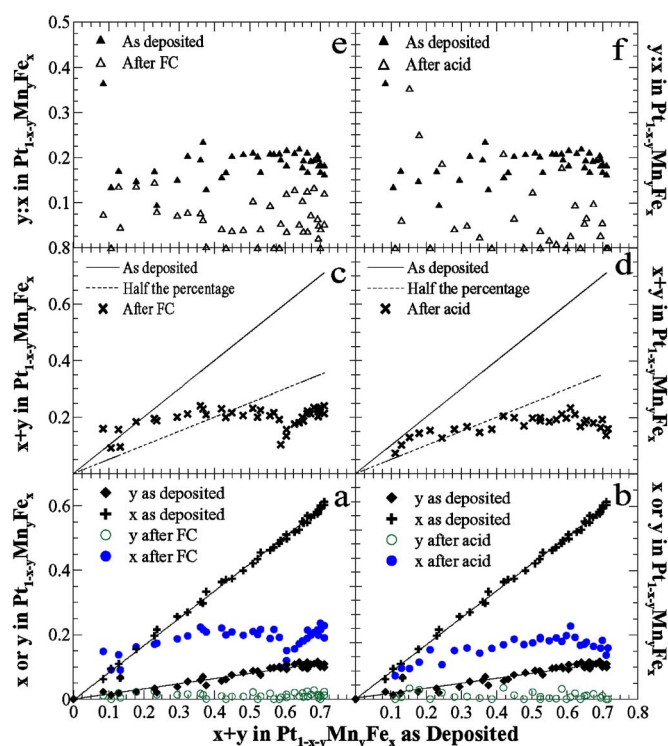 0.5
0.4
0.3
0.2
0.1
0.8
y:x in Pt1-x-yMnyFex
As deposited
After FC
e
As deposited
After acid
f
y:x in Pt1-x-yMnyFex
0.6
0.4
0.2
x+y in Pt1-x-yMnyFex
As deposited
Half the percentage
After FC
c
As deposited
Half the percentage
After acid
d
x+y in Pt1-x-yMnyFex
0.6
0.4
0.2
0
x or y in Pt1-x-yMnyFex
y as deposited
x as deposited
y after FC
x after FC
a
y as deposited
x as deposited
y after acid
x after acid
b
x or y in Pt1-x-yMnyFex
0 0.1 0.2 0.3 0.4 0.5 0.6 0.7 0 0.1 0.2 0.3 0.4 0.5 0.6 0.7 0.8
x+y in Pt1-x-yMnyFex as Deposited